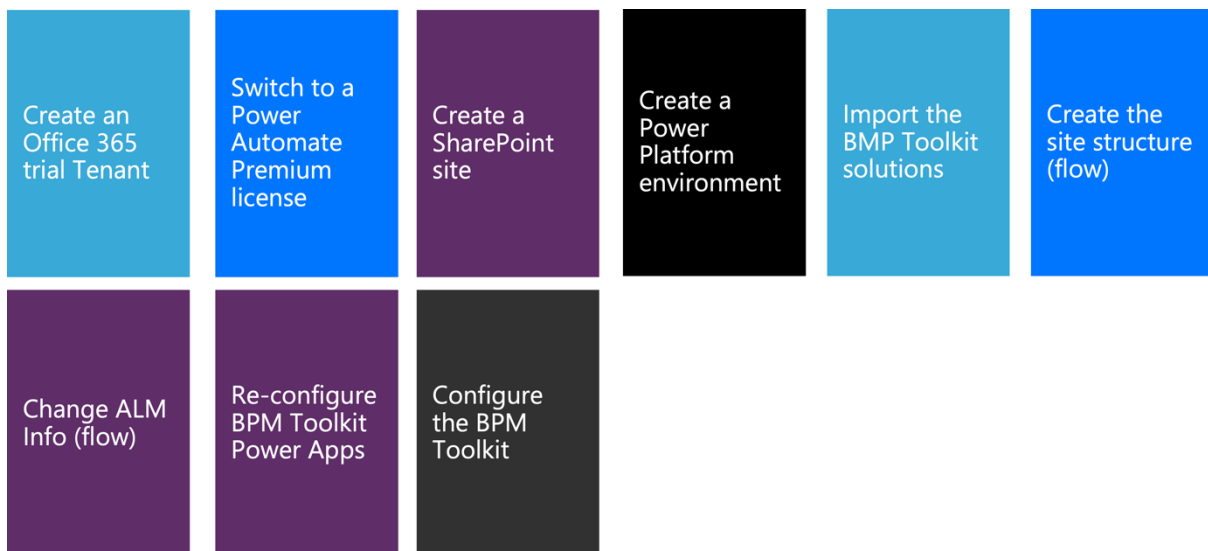 Create an
Office 365
trial Tenant
Switch to a
Power
Automate
Premium
license
Create a
SharePoint
site
Create a
Power
Platform
environment
Import the
BMP Toolkit
solutions
Create the
site structure
(flow)
Change ALM
Info (flow)
Re-configure
BPM Toolkit
Power Apps
Configure
the BPM
Toolkit